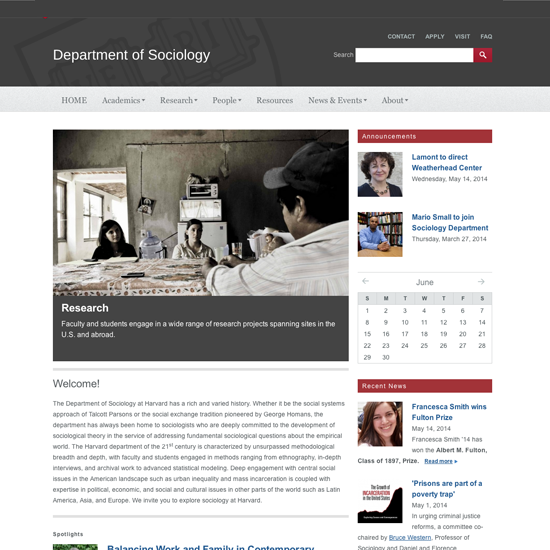 CONTACT APPLY VISIT FAQ
Department of Sociology
Search
HOME Academics Research People Resources News & Events About
Research
Faculty and students engage in a wide range of research projects spanning sites in the
U.S. and abroad.
Welcome!
The Department of Sociology at Harvard has a rich and varied history. Whether it be the social systems
approach of Talcott Parsons or the social exchange tradition pioneered by George Homans, the
department has always been home to sociologists who are deeply committed to the development of
sociological theory in the service of addressing fundamental sociological questions about the empirical
world. The Harvard department of the 21st century is characterized by unsurpassed methodological
breadth and depth, with faculty and students engaged in methods ranging from ethnography, in-depth
interviews, and archival work to advanced statistical modeling. Deep engagement with central social
issues in the American landscape such as urban inequality and mass incarceration is coupled with
expertise in political, economic, and social and cultural issues in other parts of the world such as Latin
America, Asia, and Europe. We invite you to explore sociology at Harvard.
Spotlights
Balancing Work and Family in Contemporary
Announcements
Lamont to direct
Weatherhead Center
Wednesday, May 14, 2014
Mario Small to join
Sociology Department
Thursday, March 27, 2014
June
S M T W T F S
1 2 3 4 5 6 7
8 9 10 11 12 13 14
15 16 17 18 19 20 21
22 23 24 25 26 27 28
29 30
Recent News
Francesca Smith wins
Fulton Prize
May 14, 2014
Francesca Smith '14 has
won the Albert M. Fulton,
Class of 1897, Prize. Read more
'Prisons are part of a
poverty trap'
May 1, 2014
The Growth of
INCARCERATION
in the United States
In urging criminal justice
reforms, a committee co-
chaired by Bruce Western, Professor
of Sociology and Daniel and Florence